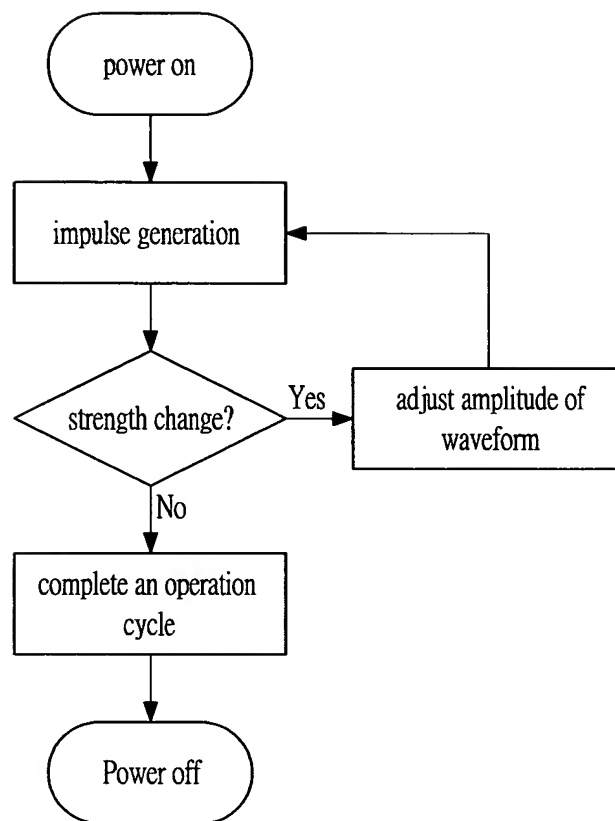 power on
impulse generation
strength change?
Yes
adjust amplitude of
waveform
No
complete an operation
cycle
Power off